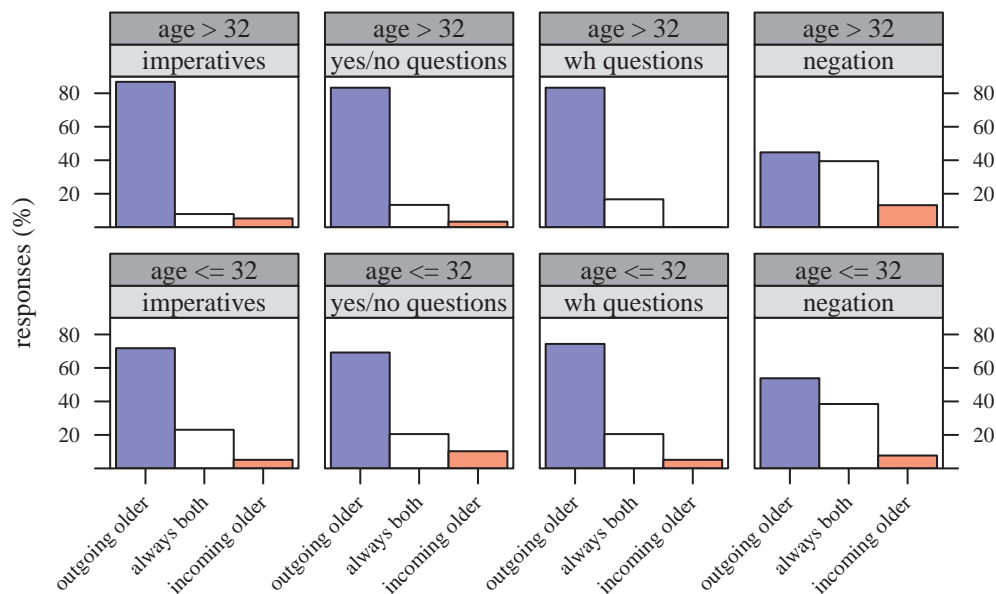 age > 32 age > 32 age > 32 age > 32
imperatives yes/no questions wh questions negation
80 80
60 60
40 40
20 20
responses (%)
age <= 32 age <= 32 age <= 32 age <= 32
imperatives yes/no questions wh questions negation
80 80
60 60
40 40
20 20
outgoing older always both incoming older outgoing older always both incoming older outgoing older always both incoming older outgoing older always both incoming older